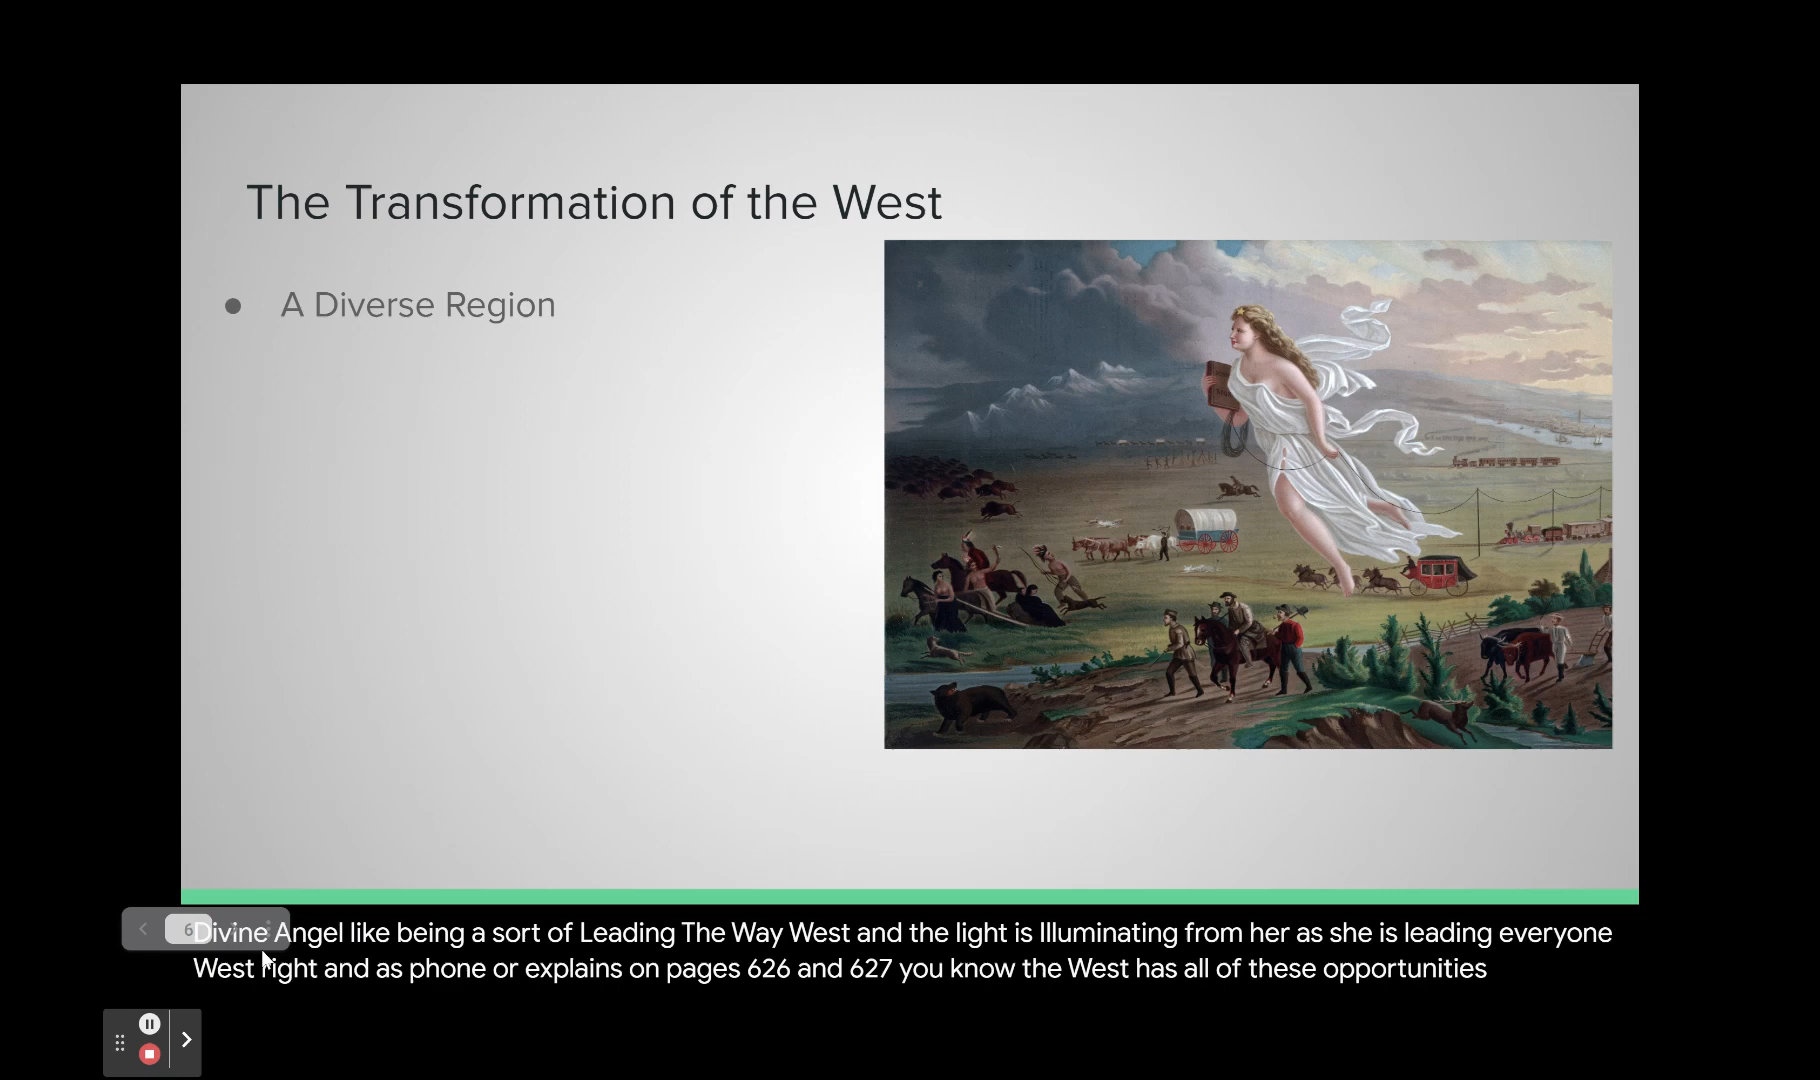 The Transformation of the West
● A Diverse Region
6
Divine Angel like being a sort of Leading The Way West and the light is Illuminating from her as she is leading everyone
West right and as phone or explains on pages 626 and 627 you know the West has all of these opportunities